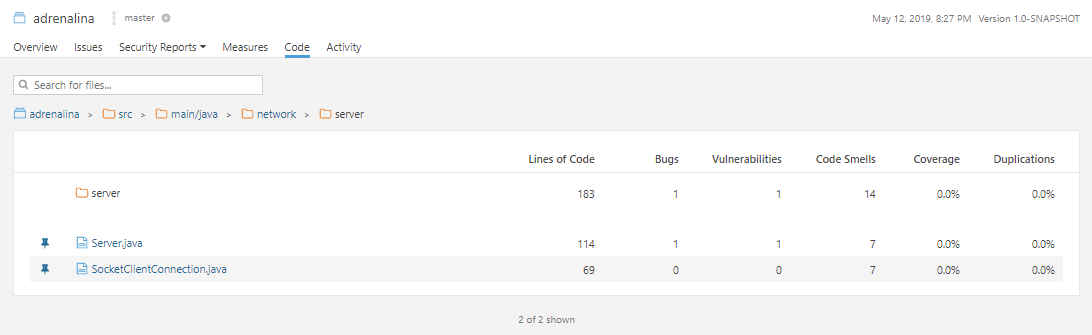 adrenalina master May 12, 2019, 8:27 PM Version 1.0-SNAPSHOT
Overview Issues Security Reports Measures Code Activity
Search for files...
adrenalina > src > main/java > network > server
Lines of Code Bugs Vulnerabilities Code Smells Coverage Duplications
server 183 1 1 14 0.0% 0.0%
Server.java 114 1 1 7 0.0% 0.0%
SocketClientConnection.java 69 0 0 7 0.0% 0.0%
2 of 2 shown